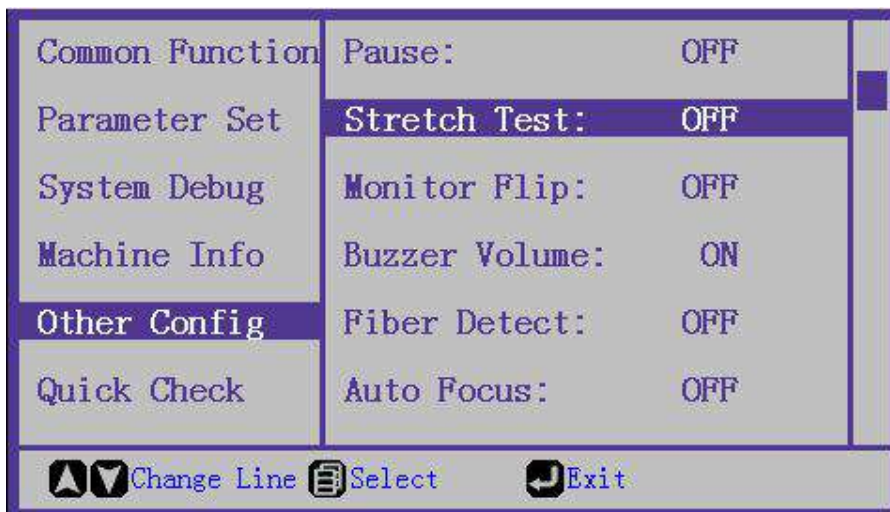 Common Function
Parameter Set
System Debug
Machine Info
Other Config
Quick Check
Pause: OFF
Stretch Test: OFF
Monitor Flip: OFF
Buzzer Volume: ON
Fiber Detect: OFF
Auto Focus: OFF
Change Line Select Exit